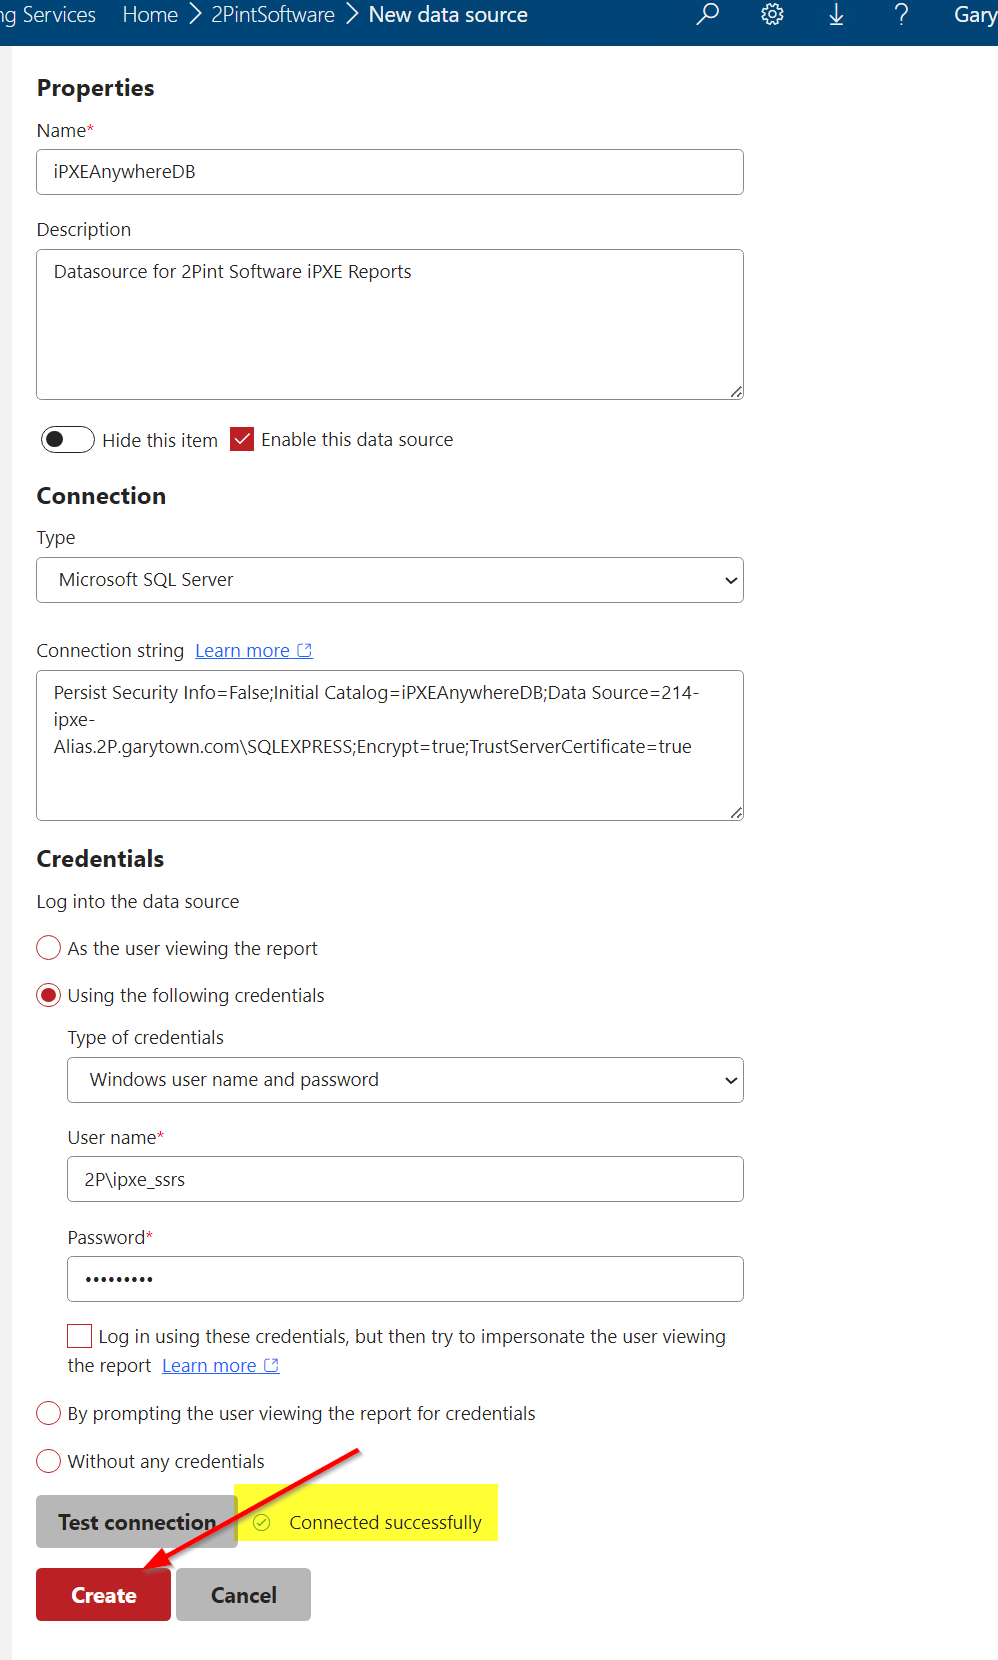 ng Services Home > 2PintSoftware > New data source ? Gary
Properties
Name*
iPXEAnywhereDB
Description
Datasource for 2Pint Software iPXE Reports
Hide this item Enable this data source
Connection
Type
Microsoft SQL Server
Connection string Learn more
Persist Security Info=False;Initial Catalog=iPXEAnywhereDB;Data Source=214-
ipxe-
Alias.2P.garytown.com\SQLEXPRESS;Encrypt=true;TrustServerCertificate=true
Credentials
Log into the data source
As the user viewing the report
Using the following credentials
Type of credentials
Windows user name and password
User name*
2P\ipxe_ssrs
Password*
•••••••••
Log in using these credentials, but then try to impersonate the user viewing
the report Learn more
By prompting the user viewing the report for credentials
Without any credentials
Test connection Connected successfully
Create Cancel